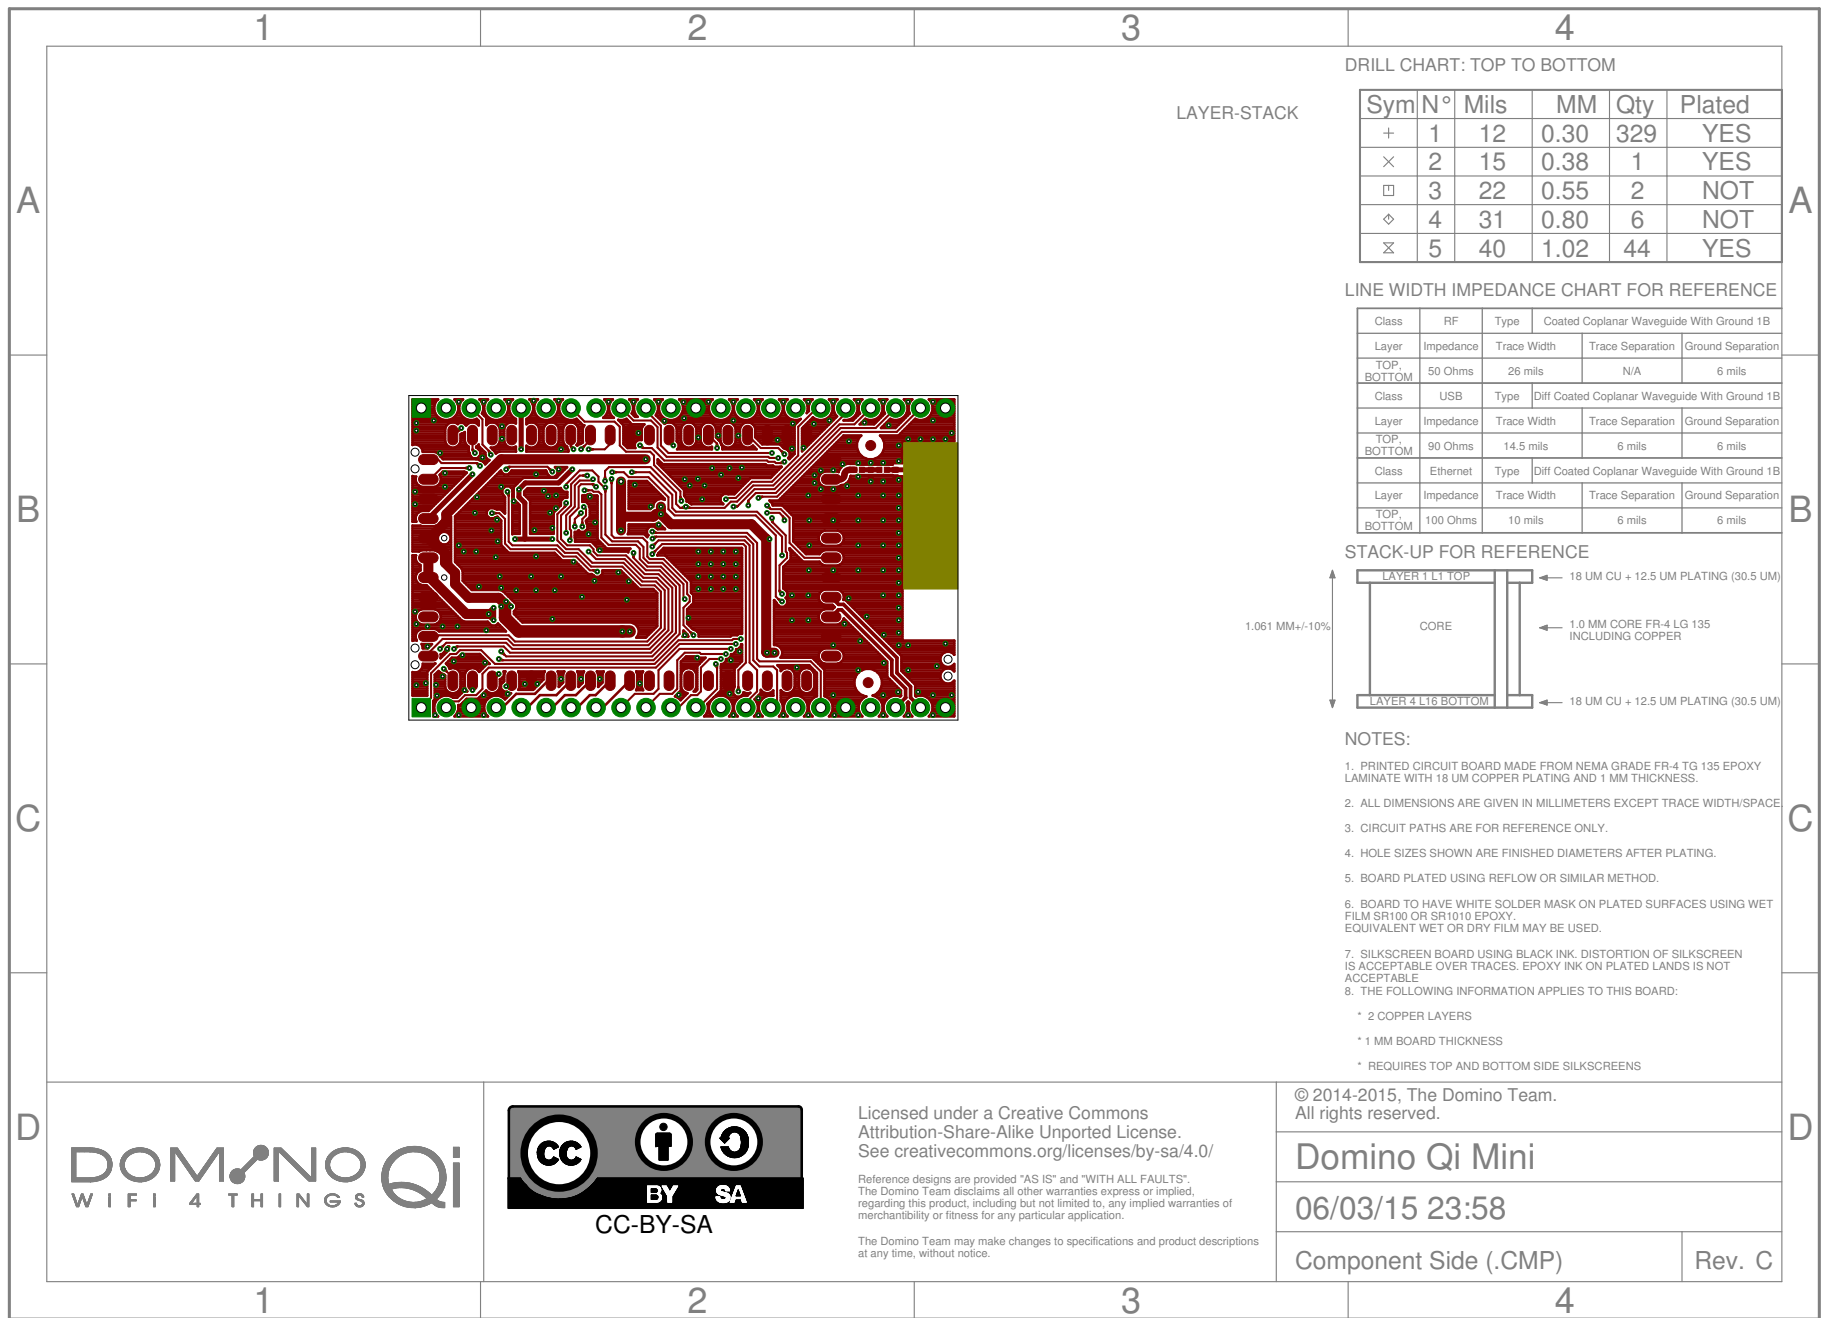 1 2 3 4
A
B
C
D
LAYER-STACK
DRILL CHART: TOP TO BOTTOM
Sym N° Mils MM Qty Plated
+ 1 12 0.30 329 YES
× 2 15 0.38 1 YES
3 22 0.55 2 NOT
4 31 0.80 6 NOT
5 40 1.02 44 YES
LINE WIDTH IMPEDANCE CHART FOR REFERENCE
Class RF Type Coated Coplanar Waveguide With Ground 1B
Layer Impedance Trace Width Trace Separation Ground Separation
TOP, BOTTOM 50 Ohms 26 mils N/A 6 mils
Class USB Type Diff Coated Coplanar Waveguide With Ground 1B
Layer Impedance Trace Width Trace Separation Ground Separation
TOP, BOTTOM 90 Ohms 14.5 mils 6 mils 6 mils
Class Ethernet Type Diff Coated Coplanar Waveguide With Ground 1B
Layer Impedance Trace Width Trace Separation Ground Separation
TOP, BOTTOM 100 Ohms 10 mils 6 mils 6 mils
STACK-UP FOR REFERENCE
LAYER 1 L1 TOP
18 UM CU + 12.5 UM PLATING (30.5 UM)
1.061 MM+/-10%
CORE
1.0 MM CORE FR-4 LG 135
INCLUDING COPPER
LAYER 4 L16 BOTTOM
18 UM CU + 12.5 UM PLATING (30.5 UM)
NOTES:
1. PRINTED CIRCUIT BOARD MADE FROM NEMA GRADE FR-4 TG 135 EPOXY
LAMINATE WITH 18 UM COPPER PLATING AND 1 MM THICKNESS.
2. ALL DIMENSIONS ARE GIVEN IN MILLIMETERS EXCEPT TRACE WIDTH/SPACE
3. CIRCUIT PATHS ARE FOR REFERENCE ONLY.
4. HOLE SIZES SHOWN ARE FINISHED DIAMETERS AFTER PLATING.
5. BOARD PLATED USING REFLOW OR SIMILAR METHOD.
6. BOARD TO HAVE WHITE SOLDER MASK ON PLATED SURFACES USING WET
FILM SR100 OR SR1010 EPOXY.
EQUIVALENT WET OR DRY FILM MAY BE USED.
7. SILKSCREEN BOARD USING BLACK INK. DISTORTION OF SILKSCREEN
IS ACCEPTABLE OVER TRACES. EPOXY INK ON PLATED LANDS IS NOT
ACCEPTABLE
8. THE FOLLOWING INFORMATION APPLIES TO THIS BOARD:
* 2 COPPER LAYERS
* 1 MM BOARD THICKNESS
* REQUIRES TOP AND BOTTOM SIDE SILKSCREENS
A
B
C
D
DOMINO Qi
WIFI 4 THINGS
CC
BY SA
CC-BY-SA
Licensed under a Creative Commons
Attribution-Share-Alike Unported License.
See creativecommons.org/licenses/by-sa/4.0/
Reference designs are provided "AS IS" and "WITH ALL FAULTS".
The Domino Team disclaims all other warranties express or implied,
regarding this product, including but not limited to, any implied warranties of
merchantibility or fitness for any particular application.
The Domino Team may make changes to specifications and product descriptions
at any time, without notice.
© 2014-2015, The Domino Team.
All rights reserved.
Domino Qi Mini
06/03/15 23:58
Component Side (.CMP)
Rev. C
1 2 3 4